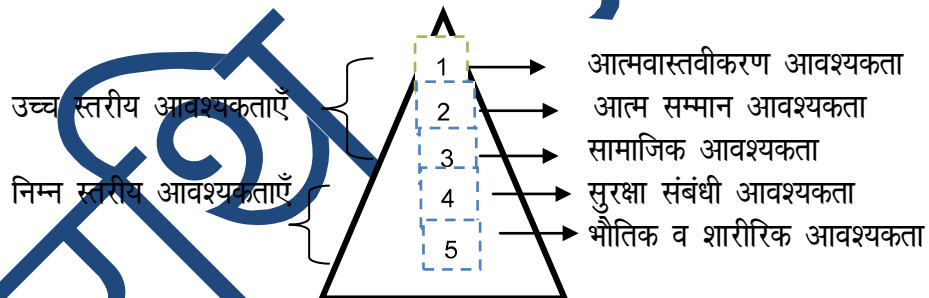 1 आत्मवास्तवीकरण आवश्यकता
उच्च स्तरीय आवश्यकताएँ 2 आत्म सम्मान आवश्यकता
3 सामाजिक आवश्यकता
निम्न स्तरीय आवश्यकताएँ 4 सुरक्षा संबंधी आवश्यकता
5 भौतिक व शारीरिक आवश्यकता